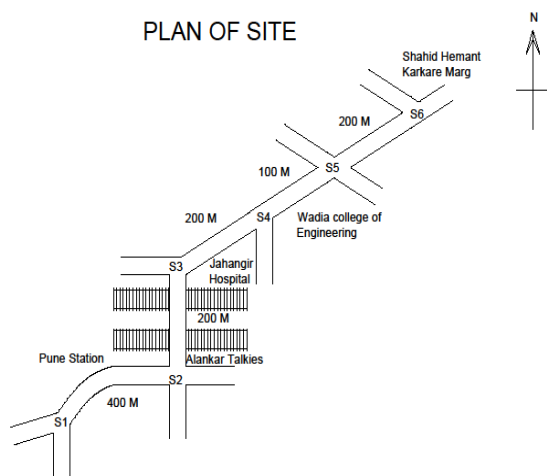 PLAN OF SITE
N
Shahid Hemant
Karkare Marg
S6
200 M
S5
100 M
S4
200 M
Wadia college of
Engineering
S3
Jahangir
Hospital
200 M
Pune Station
Alankar Talkies
S2
400 M
S1